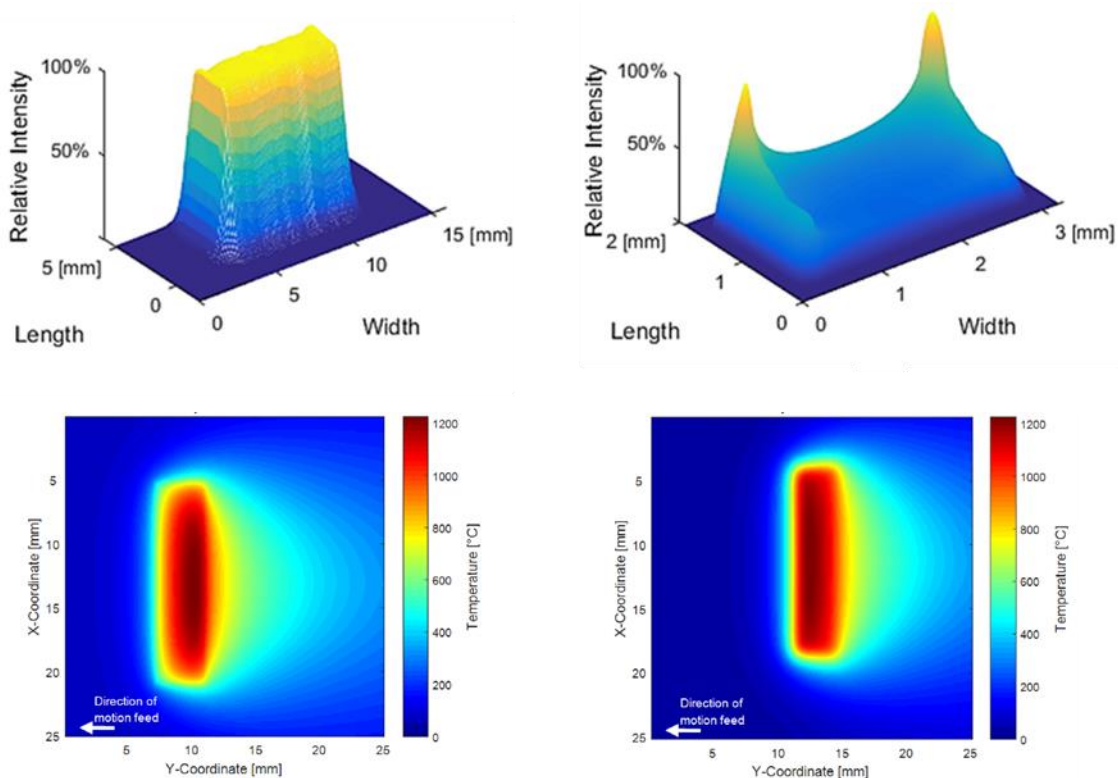 Relative Intensity
100%
50%
5 [mm]
0
Length
0
5
10
15 [mm]
Width
Relative Intensity
100%
50%
2 [mm]
1
0
Length
0
1
2
3 [mm]
Width
X-Coordinate [mm]
5
10
15
20
25
Direction of
motion feed
5
10
15
20
25
Y-Coordinate [mm]
1200
1000
800
600
400
200
0
Temperature [°C]
X-Coordinate [mm]
5
10
15
20
25
Direction of
motion feed
5
10
15
20
25
Y-Coordinate [mm]
1200
1000
800
600
400
200
0
Temperature [°C]